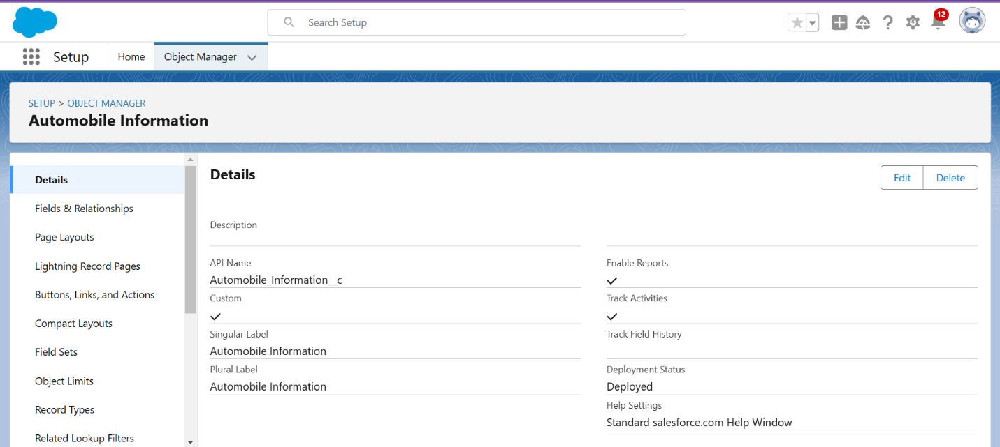 Search Setup
12
Setup
Home
Object Manager
SETUP > OBJECT MANAGER
Automobile Information
Details
Fields & Relationships
Page Layouts
Lightning Record Pages
Buttons, Links, and Actions
Compact Layouts
Field Sets
Object Limits
Record Types
Related Lookup Filters
Details
Edit
Delete
Description
API Name
Automobile_Information__c
Custom
Singular Label
Automobile Information
Plural Label
Automobile Information
Enable Reports
Track Activities
Track Field History
Deployment Status
Deployed
Help Settings
Standard salesforce.com Help Window